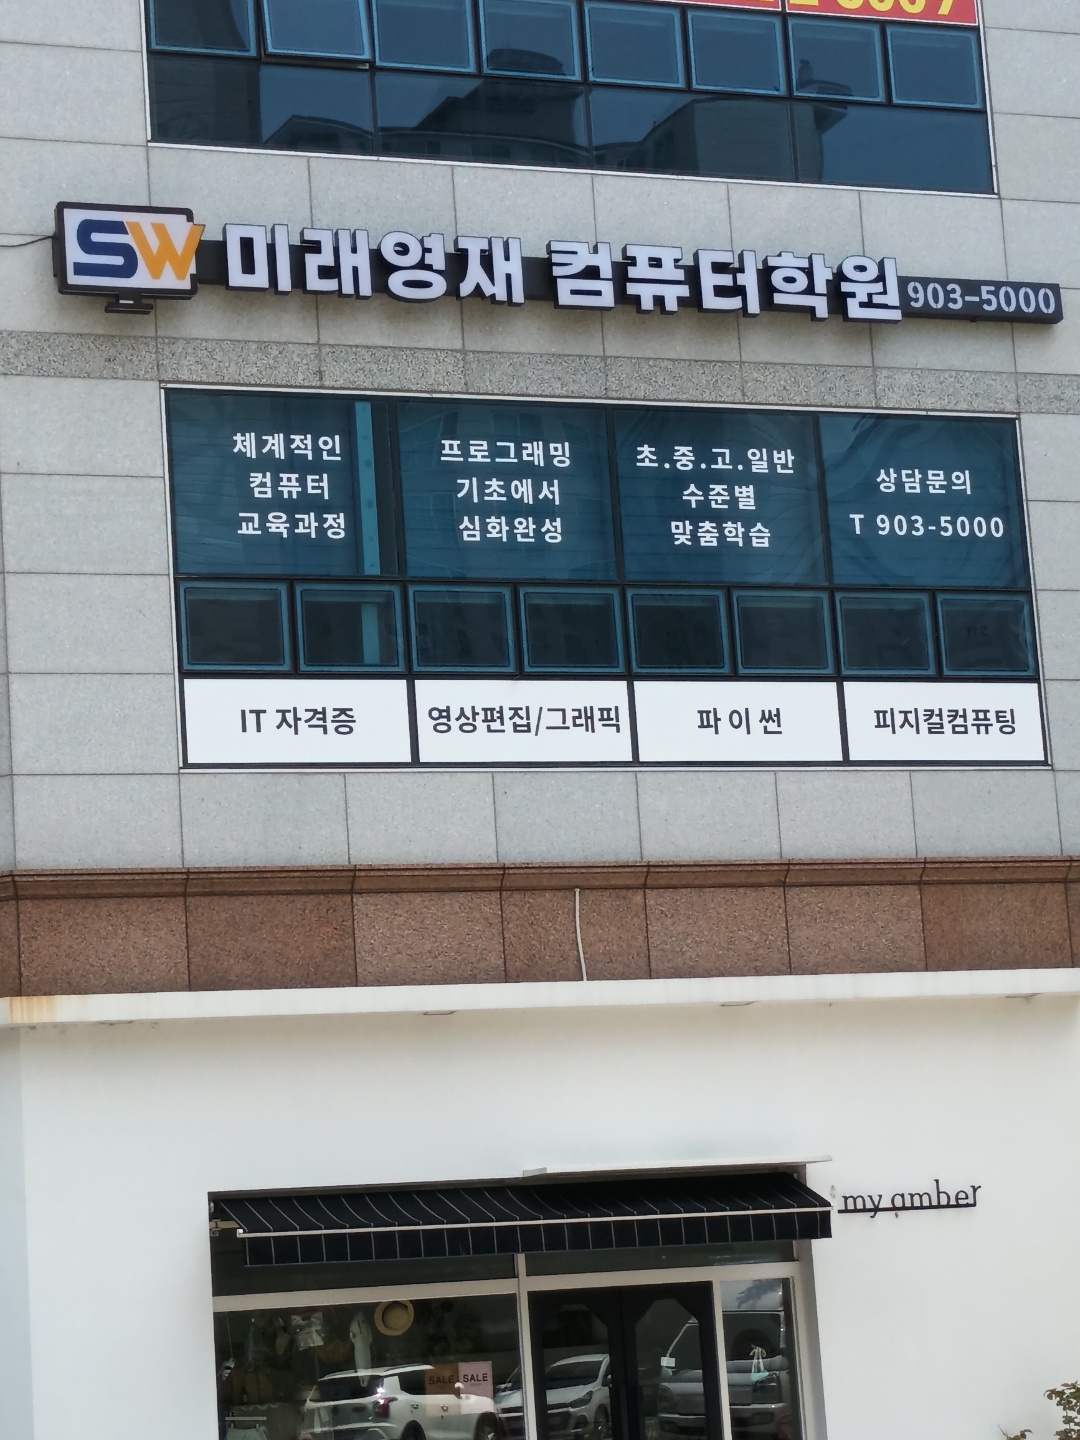 SW 미래영재 컴퓨터학원 903-5000
체계적인
컴퓨터
교육과정
프로그래밍
기초에서
심화완성
초.중.고.일반
수준별
맞춤학습
상담문의
T 903-5000
IT 자격증
영상편집/그래픽
파이썬
피지컬컴퓨팅
my amber
SALE
SALE